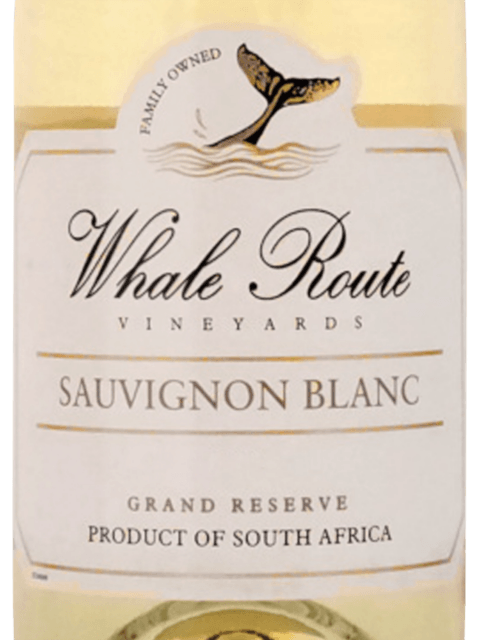 FAMILY OWNED
Whale Route
VINEYARDS
SAUVIGNON BLANC
GRAND RESERVE
PRODUCT OF SOUTH AFRICA